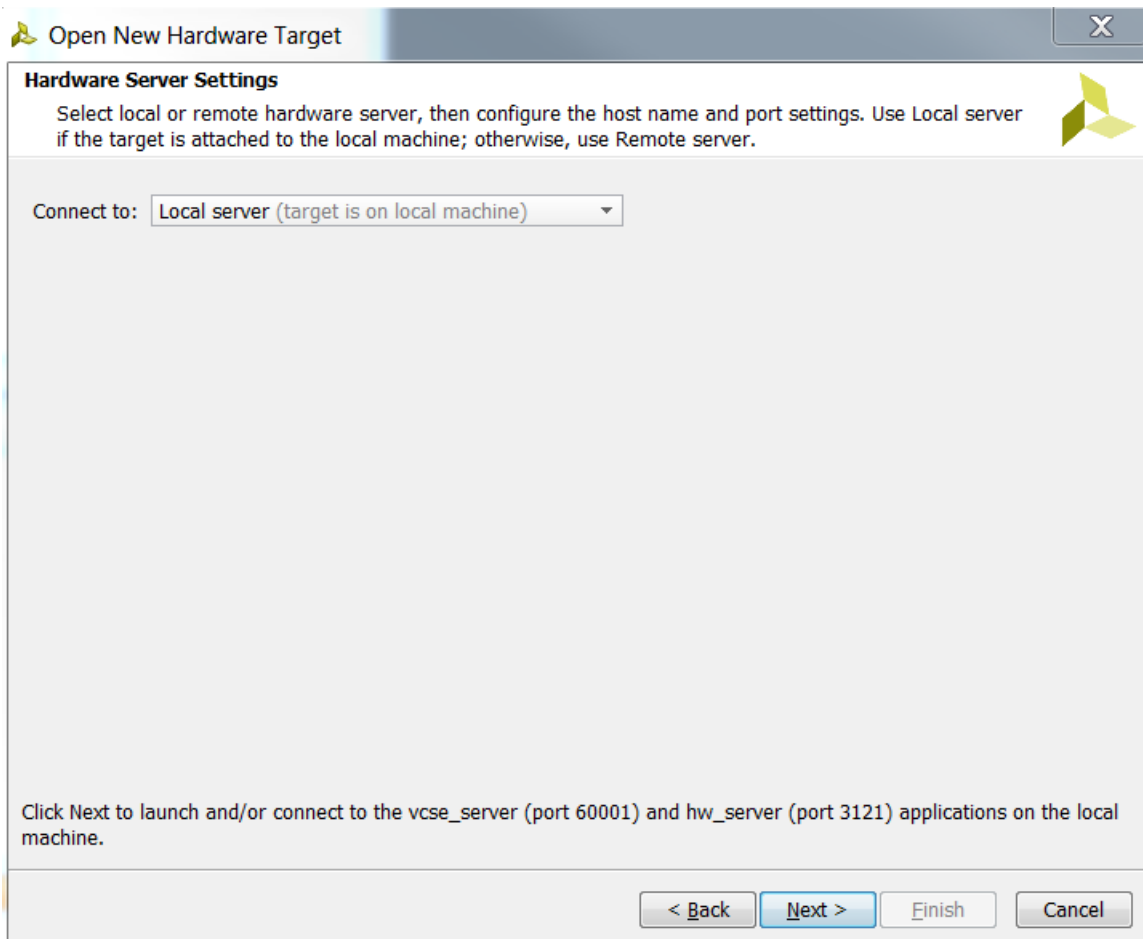 Open New Hardware Target
X
Hardware Server Settings
Select local or remote hardware server, then configure the host name and port settings. Use Local server
if the target is attached to the local machine; otherwise, use Remote server.
Connect to: Local server (target is on local machine)
Click Next to launch and/or connect to the vcse_server (port 60001) and hw_server (port 3121) applications on the local
machine.
< Back Next > Finish Cancel